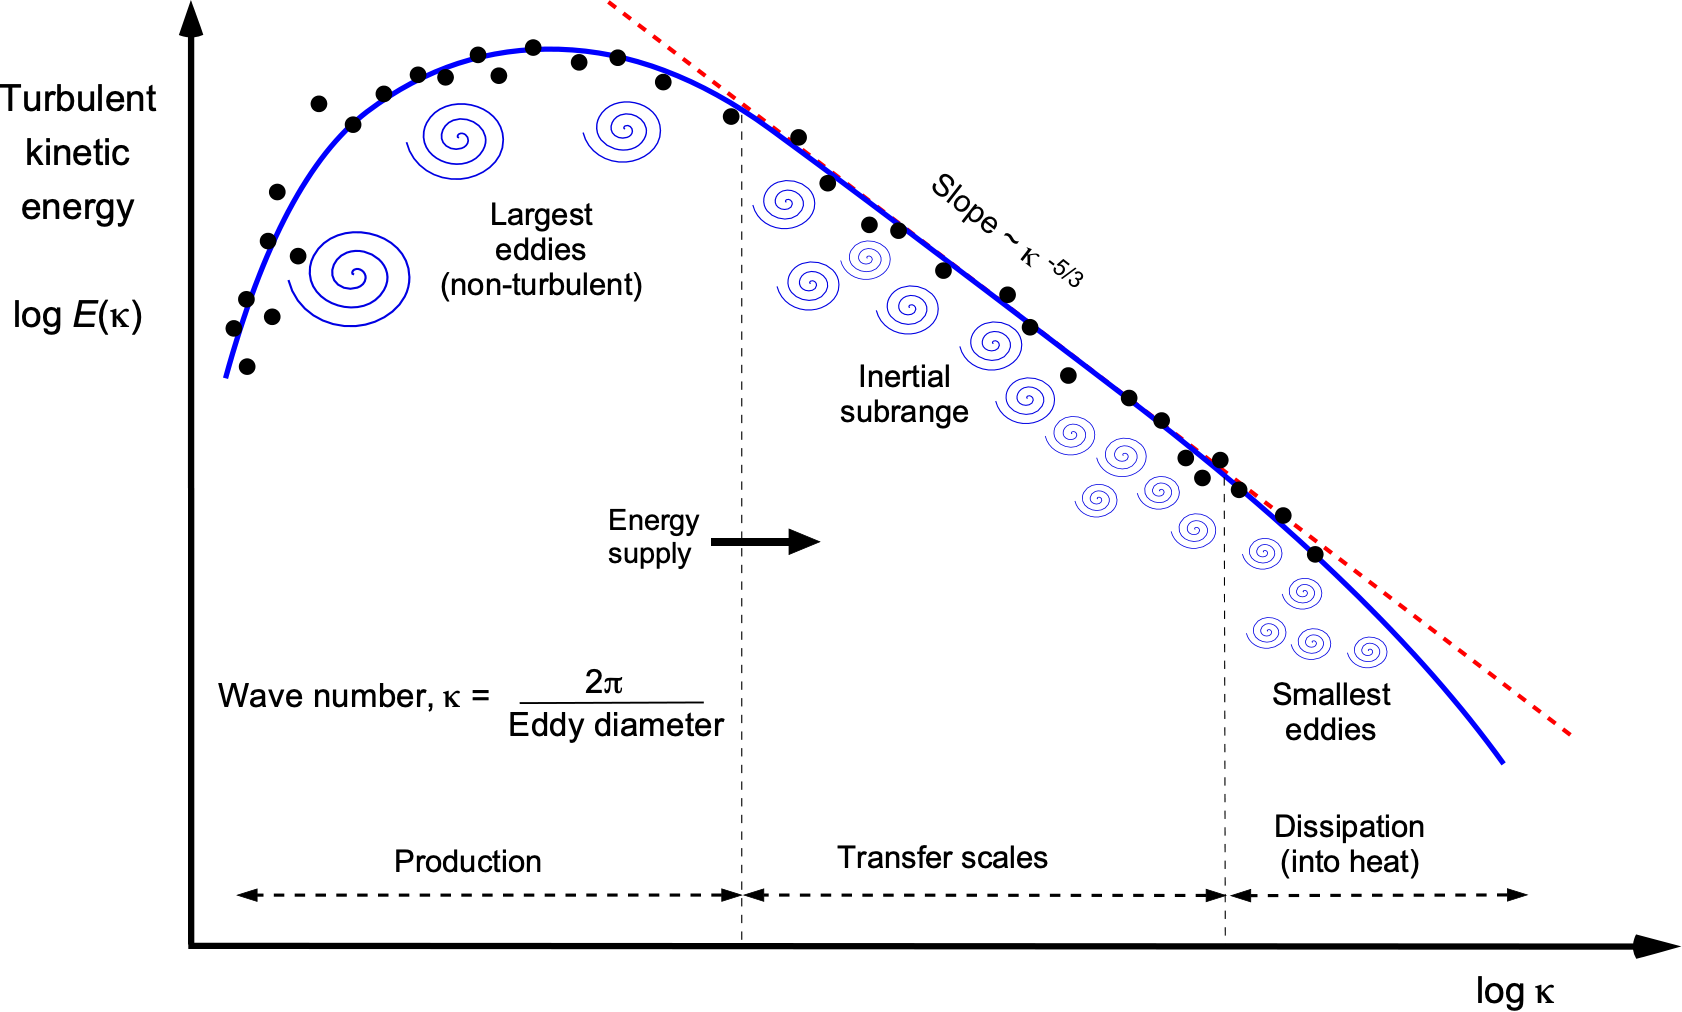 Turbulent
kinetic
energy
log E(κ)
Largest
eddies
(non-turbulent)
Slope ~ κ -5/3
Inertial
subrange
Energy
supply
Wave number, κ =
2π
Eddy diameter
Smallest
eddies
Production
Transfer scales
Dissipation
(into heat)
log κ